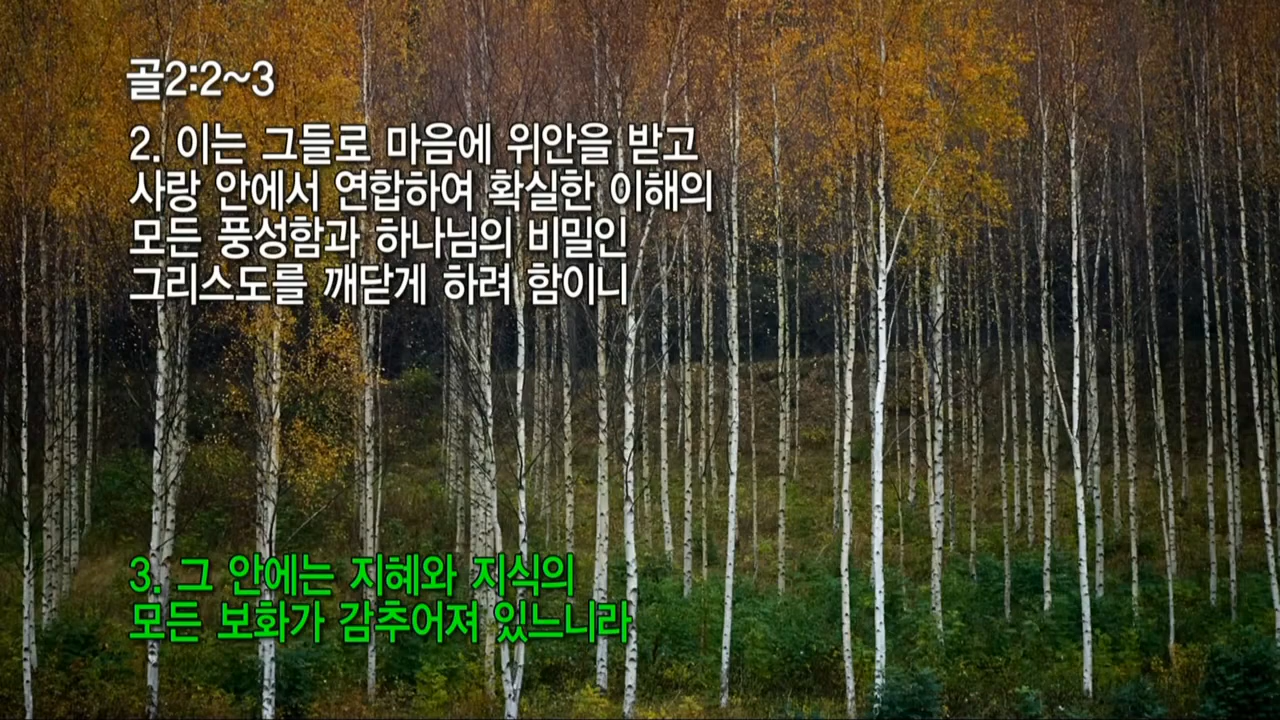 골2:2~3
2. 이는 그들로 마음에 위안을 받고
사랑 안에서 연합하여 확실한 이해의
모든 풍성함과 하나님의 비밀인
그리스도를 깨닫게 하려 함이니
3. 그 안에는 지혜와 지식의
모든 보화가 감추어져 있느니라